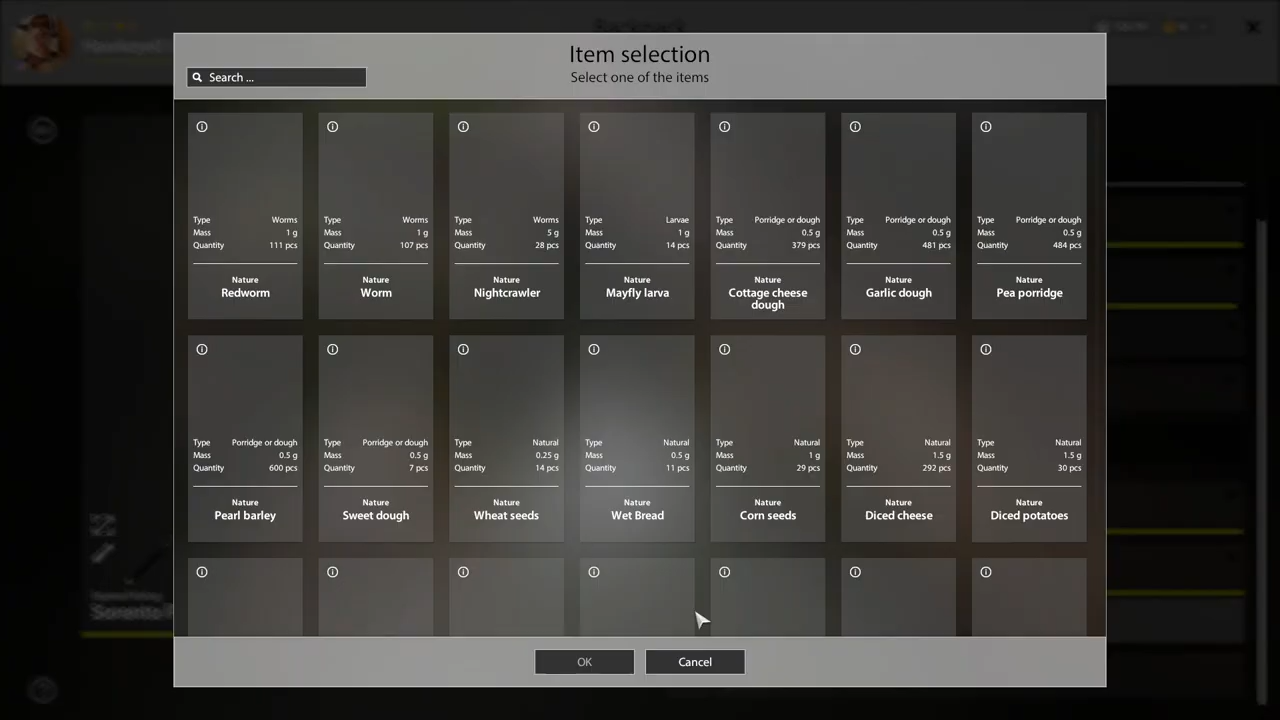 Item selection
Select one of the items
Search ...
Type Worms
Mass 1 g
Quantity 111 pcs
Nature
Redworm
Type Worms
Mass 1 g
Quantity 107 pcs
Nature
Worm
Type Worms
Mass 5 g
Quantity 28 pcs
Nature
Nightcrawler
Type Larvae
Mass 1 g
Quantity 14 pcs
Nature
Mayfly larva
Type Porridge or dough
Mass 0.5 g
Quantity 379 pcs
Nature
Cottage cheese
dough
Type Porridge or dough
Mass 0.5 g
Quantity 481 pcs
Nature
Garlic dough
Type Porridge or dough
Mass 0.5 g
Quantity 484 pcs
Nature
Pea porridge
Type Porridge or dough
Mass 0.5 g
Quantity 600 pcs
Nature
Pearl barley
Type Porridge or dough
Mass 0.5 g
Quantity 7 pcs
Nature
Sweet dough
Type Natural
Mass 0.25 g
Quantity 14 pcs
Nature
Wheat seeds
Type Natural
Mass 0.5 g
Quantity 11 pcs
Nature
Wet Bread
Type Natural
Mass 1 g
Quantity 29 pcs
Nature
Corn seeds
Type Natural
Mass 1.5 g
Quantity 292 pcs
Nature
Diced cheese
Type Natural
Mass 1.5 g
Quantity 30 pcs
Nature
Diced potatoes
OK
Cancel